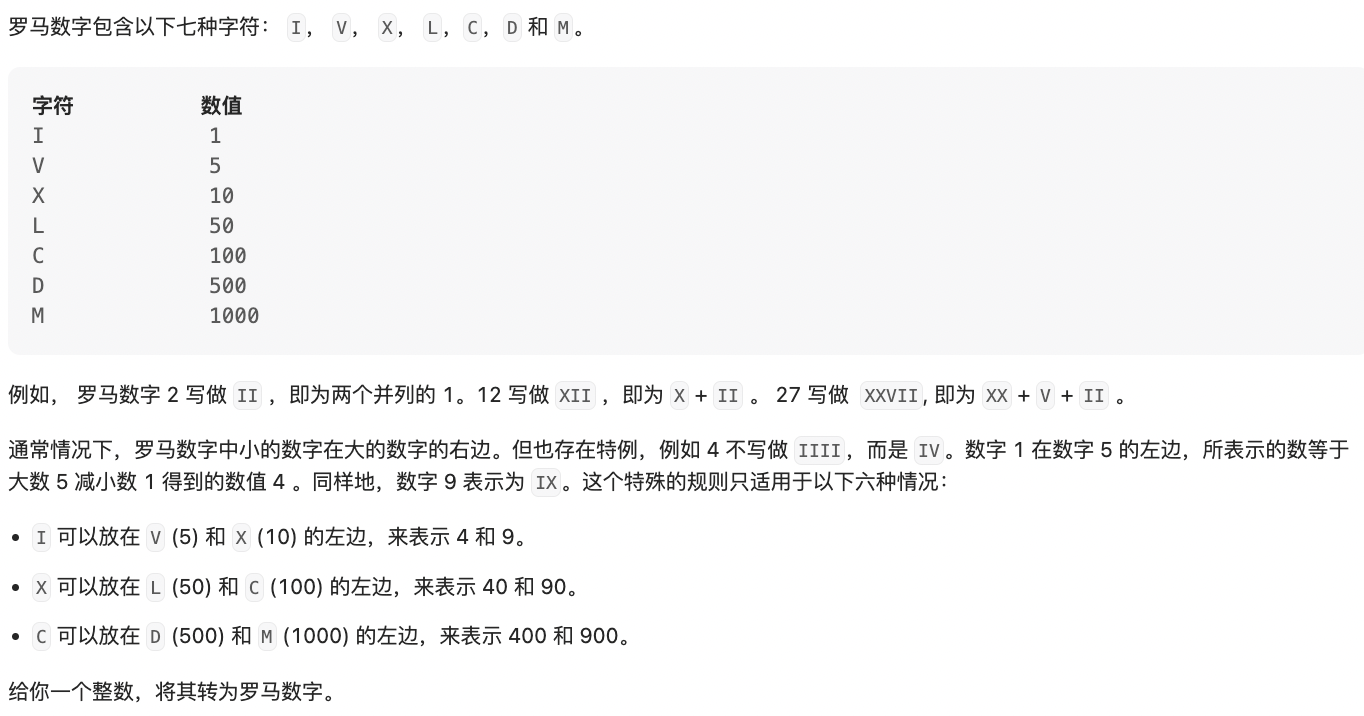 罗马数字包含以下七种字符： I， V， X， L，C，D 和 M。
字符 数值
I 1
V 5
X 10
L 50
C 100
D 500
M 1000
例如， 罗马数字 2 写做 II ，即为两个并列的 1。12 写做 XII ，即为 X + II 。 27 写做 XXVII, 即为 XX + V + II 。
通常情况下，罗马数字中小的数字在大的数字的右边。但也存在特例，例如 4 不写做 IIII，而是 IV。数字 1 在数字 5 的左边，所表示的数等于
大数 5 减小数 1 得到的数值 4 。同样地，数字 9 表示为 IX。这个特殊的规则只适用于以下六种情况：
• I 可以放在 V (5) 和 X (10) 的左边，来表示 4 和 9。
• X 可以放在 L (50) 和 C (100) 的左边，来表示 40 和 90。
• C 可以放在 D (500) 和 M (1000) 的左边，来表示 400 和 900。
给你一个整数，将其转为罗马数字。